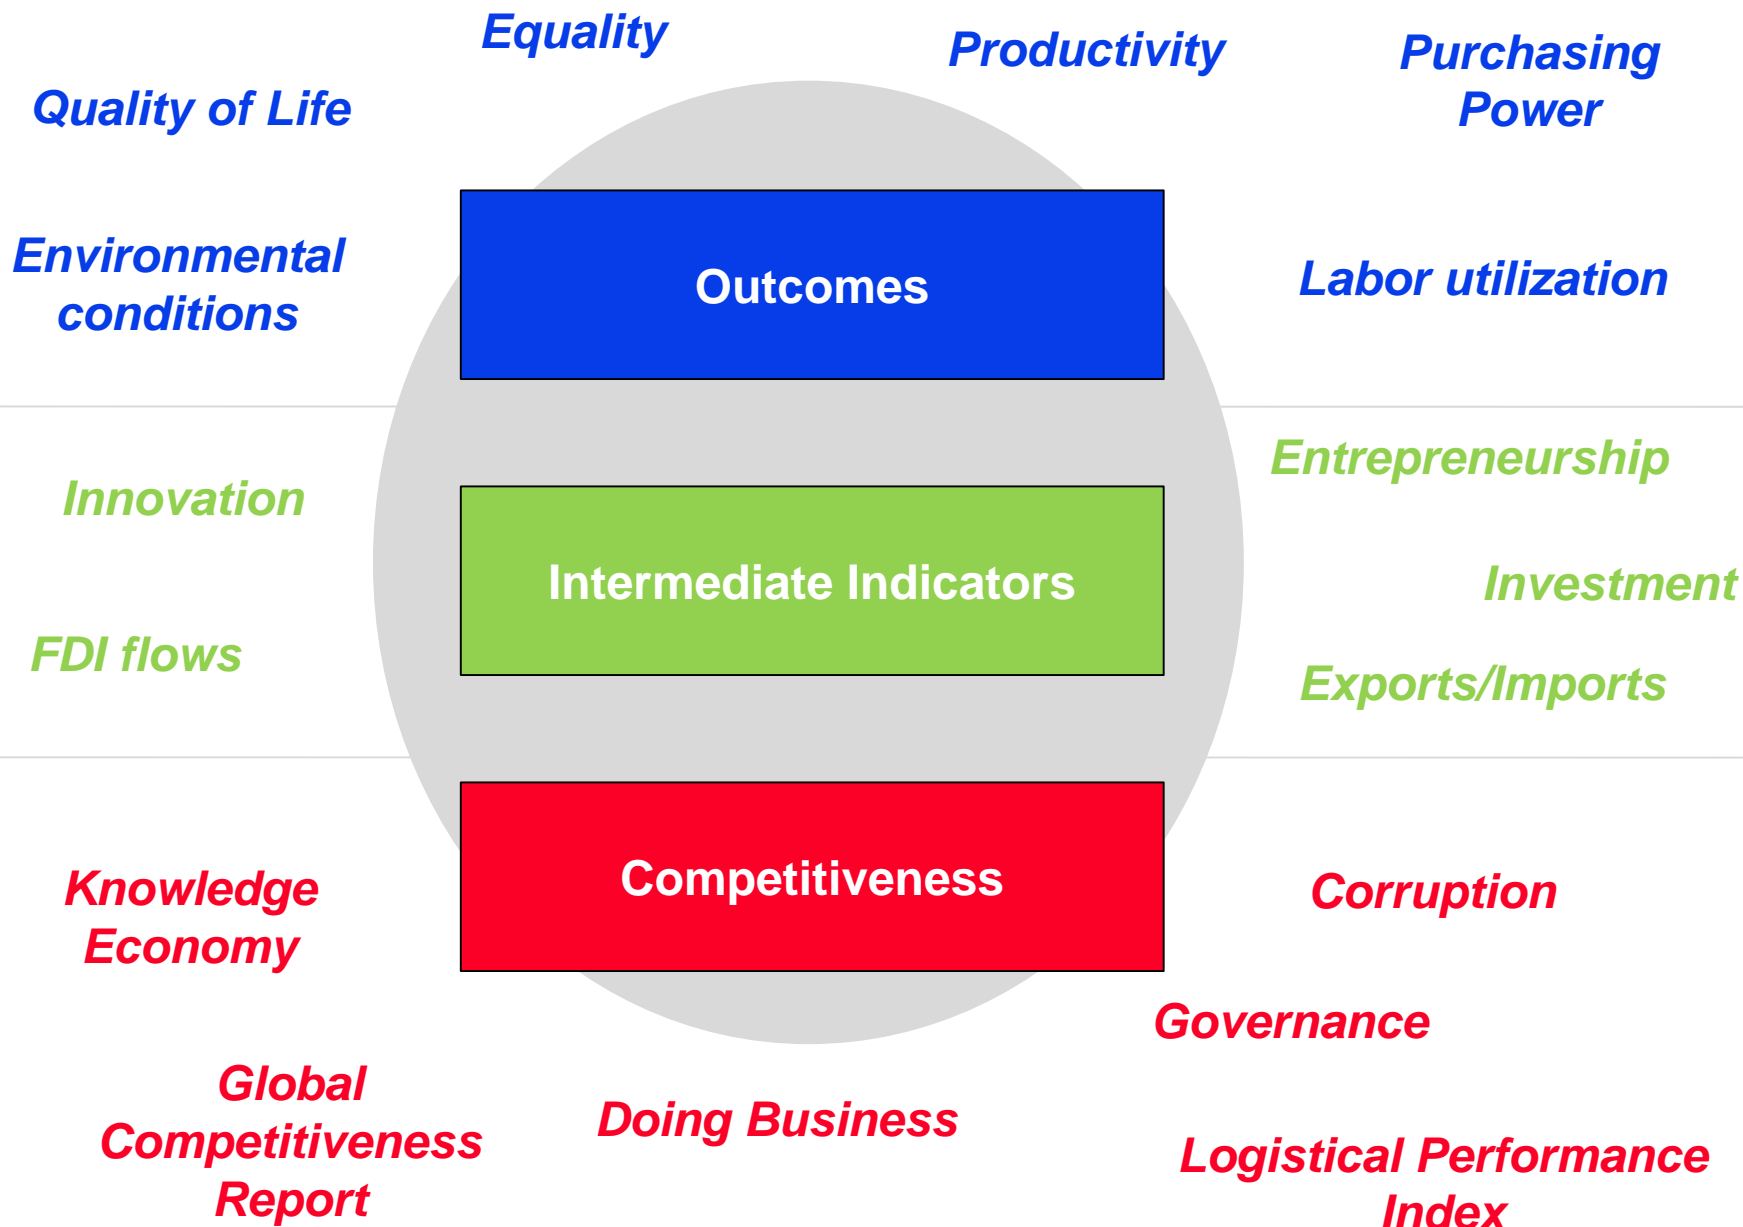 Equality
Productivity
Purchasing
Power
Quality of Life
Environmental
conditions
Outcomes
Labor utilization
Innovation
Entrepreneurship
Intermediate Indicators
Investment
FDI flows
Exports/Imports
Knowledge
Economy
Competitiveness
Corruption
Governance
Global
Competitiveness
Report
Doing Business
Logistical Performance
Index